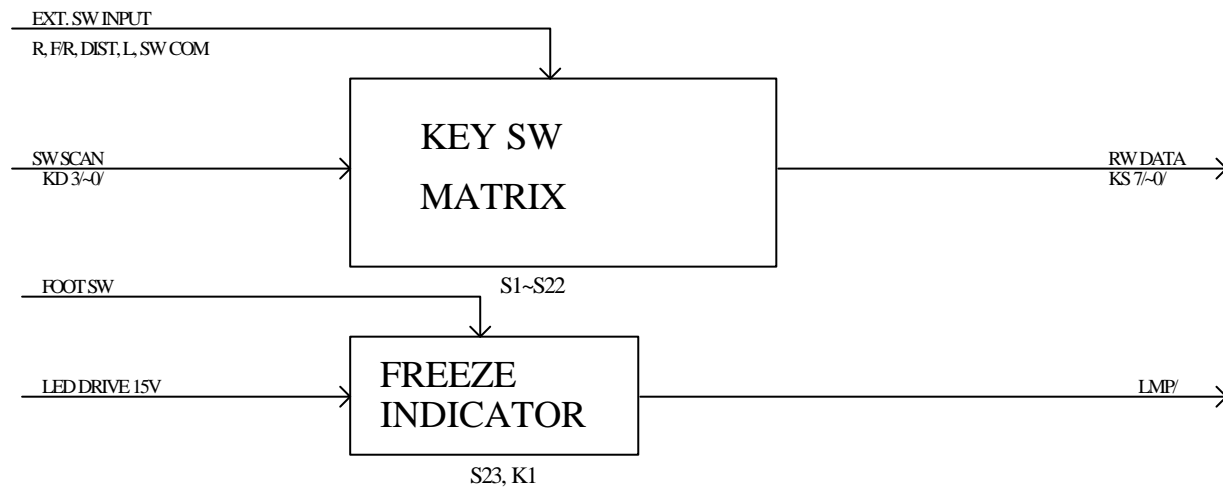 EXT. SW INPUT
R, F/R, DIST, L, SW COM
KEY SW
MATRIX
SW SCAN
KD 3/~0/
RW DATA
KS 7/~0/
S1~S22
FOOT SW
FREEZE
INDICATOR
LED DRIVE 15V
LMP/
S23, K1